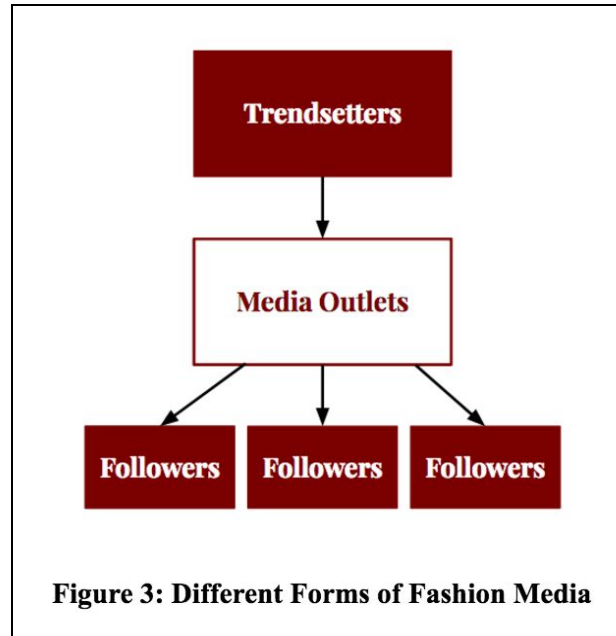 Trendsetters
Media Outlets
Followers
Followers
Followers
Figure 3: Different Forms of Fashion Media